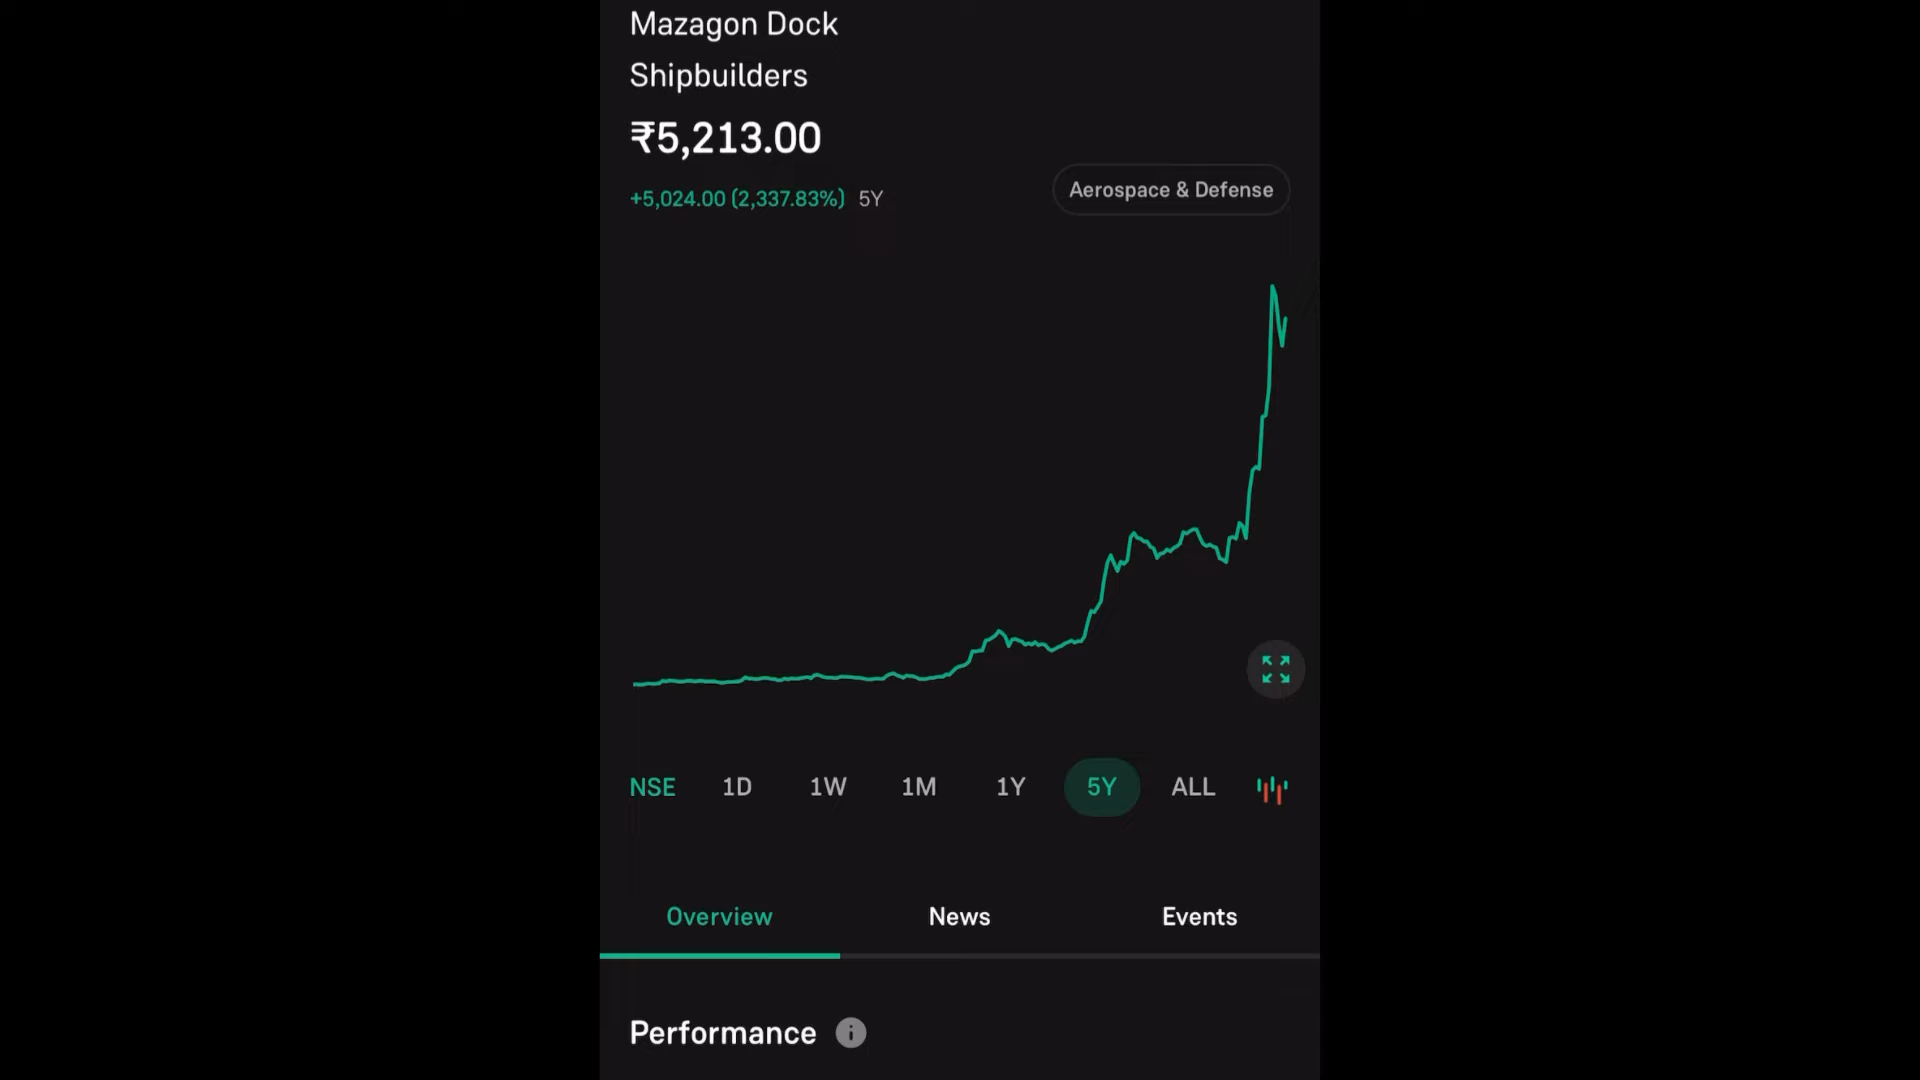 Mazagon Dock
Shipbuilders
₹5,213.00
+5,024.00 (2,337.83%) 5Y
Aerospace & Defense
NSE 1D 1W 1M 1Y 5Y ALL
Overview News Events
Performance